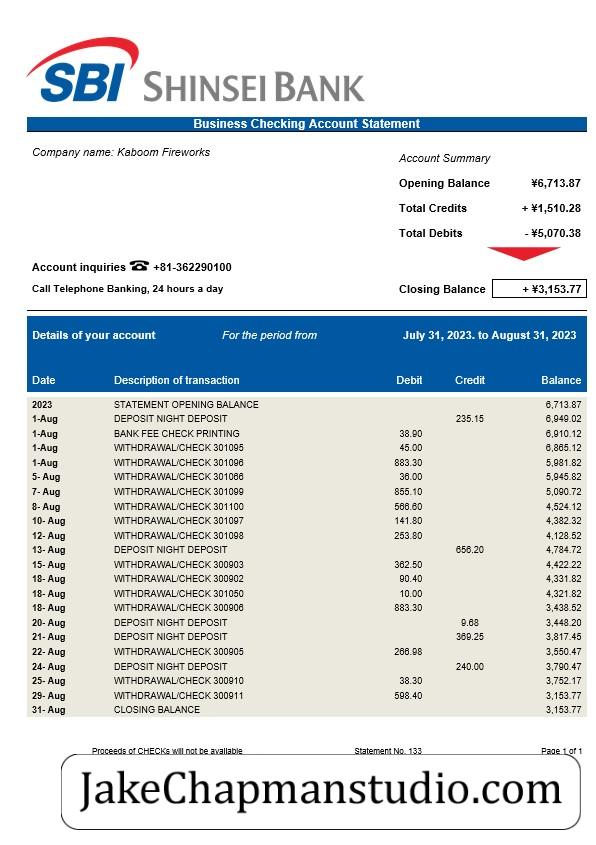 SBI SHINSEI BANK
Business Checking Account Statement
Company name: Kaboom Fireworks
Account Summary
Opening Balance ¥6,713.87
Total Credits + ¥1,510.28
Total Debits - ¥5,070.38
Account inquiries ☎ +81-362290100
Call Telephone Banking, 24 hours a day
Closing Balance + ¥3,153.77
Details of your account For the period from July 31, 2023. to August 31, 2023
Date Description of transaction Debit Credit Balance
2023 STATEMENT OPENING BALANCE 6,713.87
1-Aug DEPOSIT NIGHT DEPOSIT 235.15 6,949.02
1-Aug BANK FEE CHECK PRINTING 38.90 6,910.12
1-Aug WITHDRAWAL/CHECK 301095 45.00 6,865.12
1-Aug WITHDRAWAL/CHECK 301096 883.30 5,981.82
5- Aug WITHDRAWAL/CHECK 301066 36.00 5,945.82
7- Aug WITHDRAWAL/CHECK 301099 855.10 5,090.72
8- Aug WITHDRAWAL/CHECK 301100 566.60 4,524.12
10- Aug WITHDRAWAL/CHECK 301097 141.80 4,382.32
12- Aug WITHDRAWAL/CHECK 301098 253.80 4,128.52
13- Aug DEPOSIT NIGHT DEPOSIT 656.20 4,784.72
15- Aug WITHDRAWAL/CHECK 300903 362.50 4,422.22
18- Aug WITHDRAWAL/CHECK 300902 90.40 4,331.82
18- Aug WITHDRAWAL/CHECK 301050 10.00 4,321.82
18- Aug WITHDRAWAL/CHECK 300906 883.30 3,438.52
20- Aug DEPOSIT NIGHT DEPOSIT 9.68 3,448.20
21- Aug DEPOSIT NIGHT DEPOSIT 369.25 3,817.45
22- Aug WITHDRAWAL/CHECK 300905 266.98 3,550.47
24- Aug DEPOSIT NIGHT DEPOSIT 240.00 3,790.47
25- Aug WITHDRAWAL/CHECK 300910 38.30 3,752.17
29- Aug WITHDRAWAL/CHECK 300911 598.40 3,153.77
31- Aug CLOSING BALANCE 3,153.77
Proceeds of CHECKs will not be available Statement No. 133 Page 1 of 1
JakeChapmanstudio.com